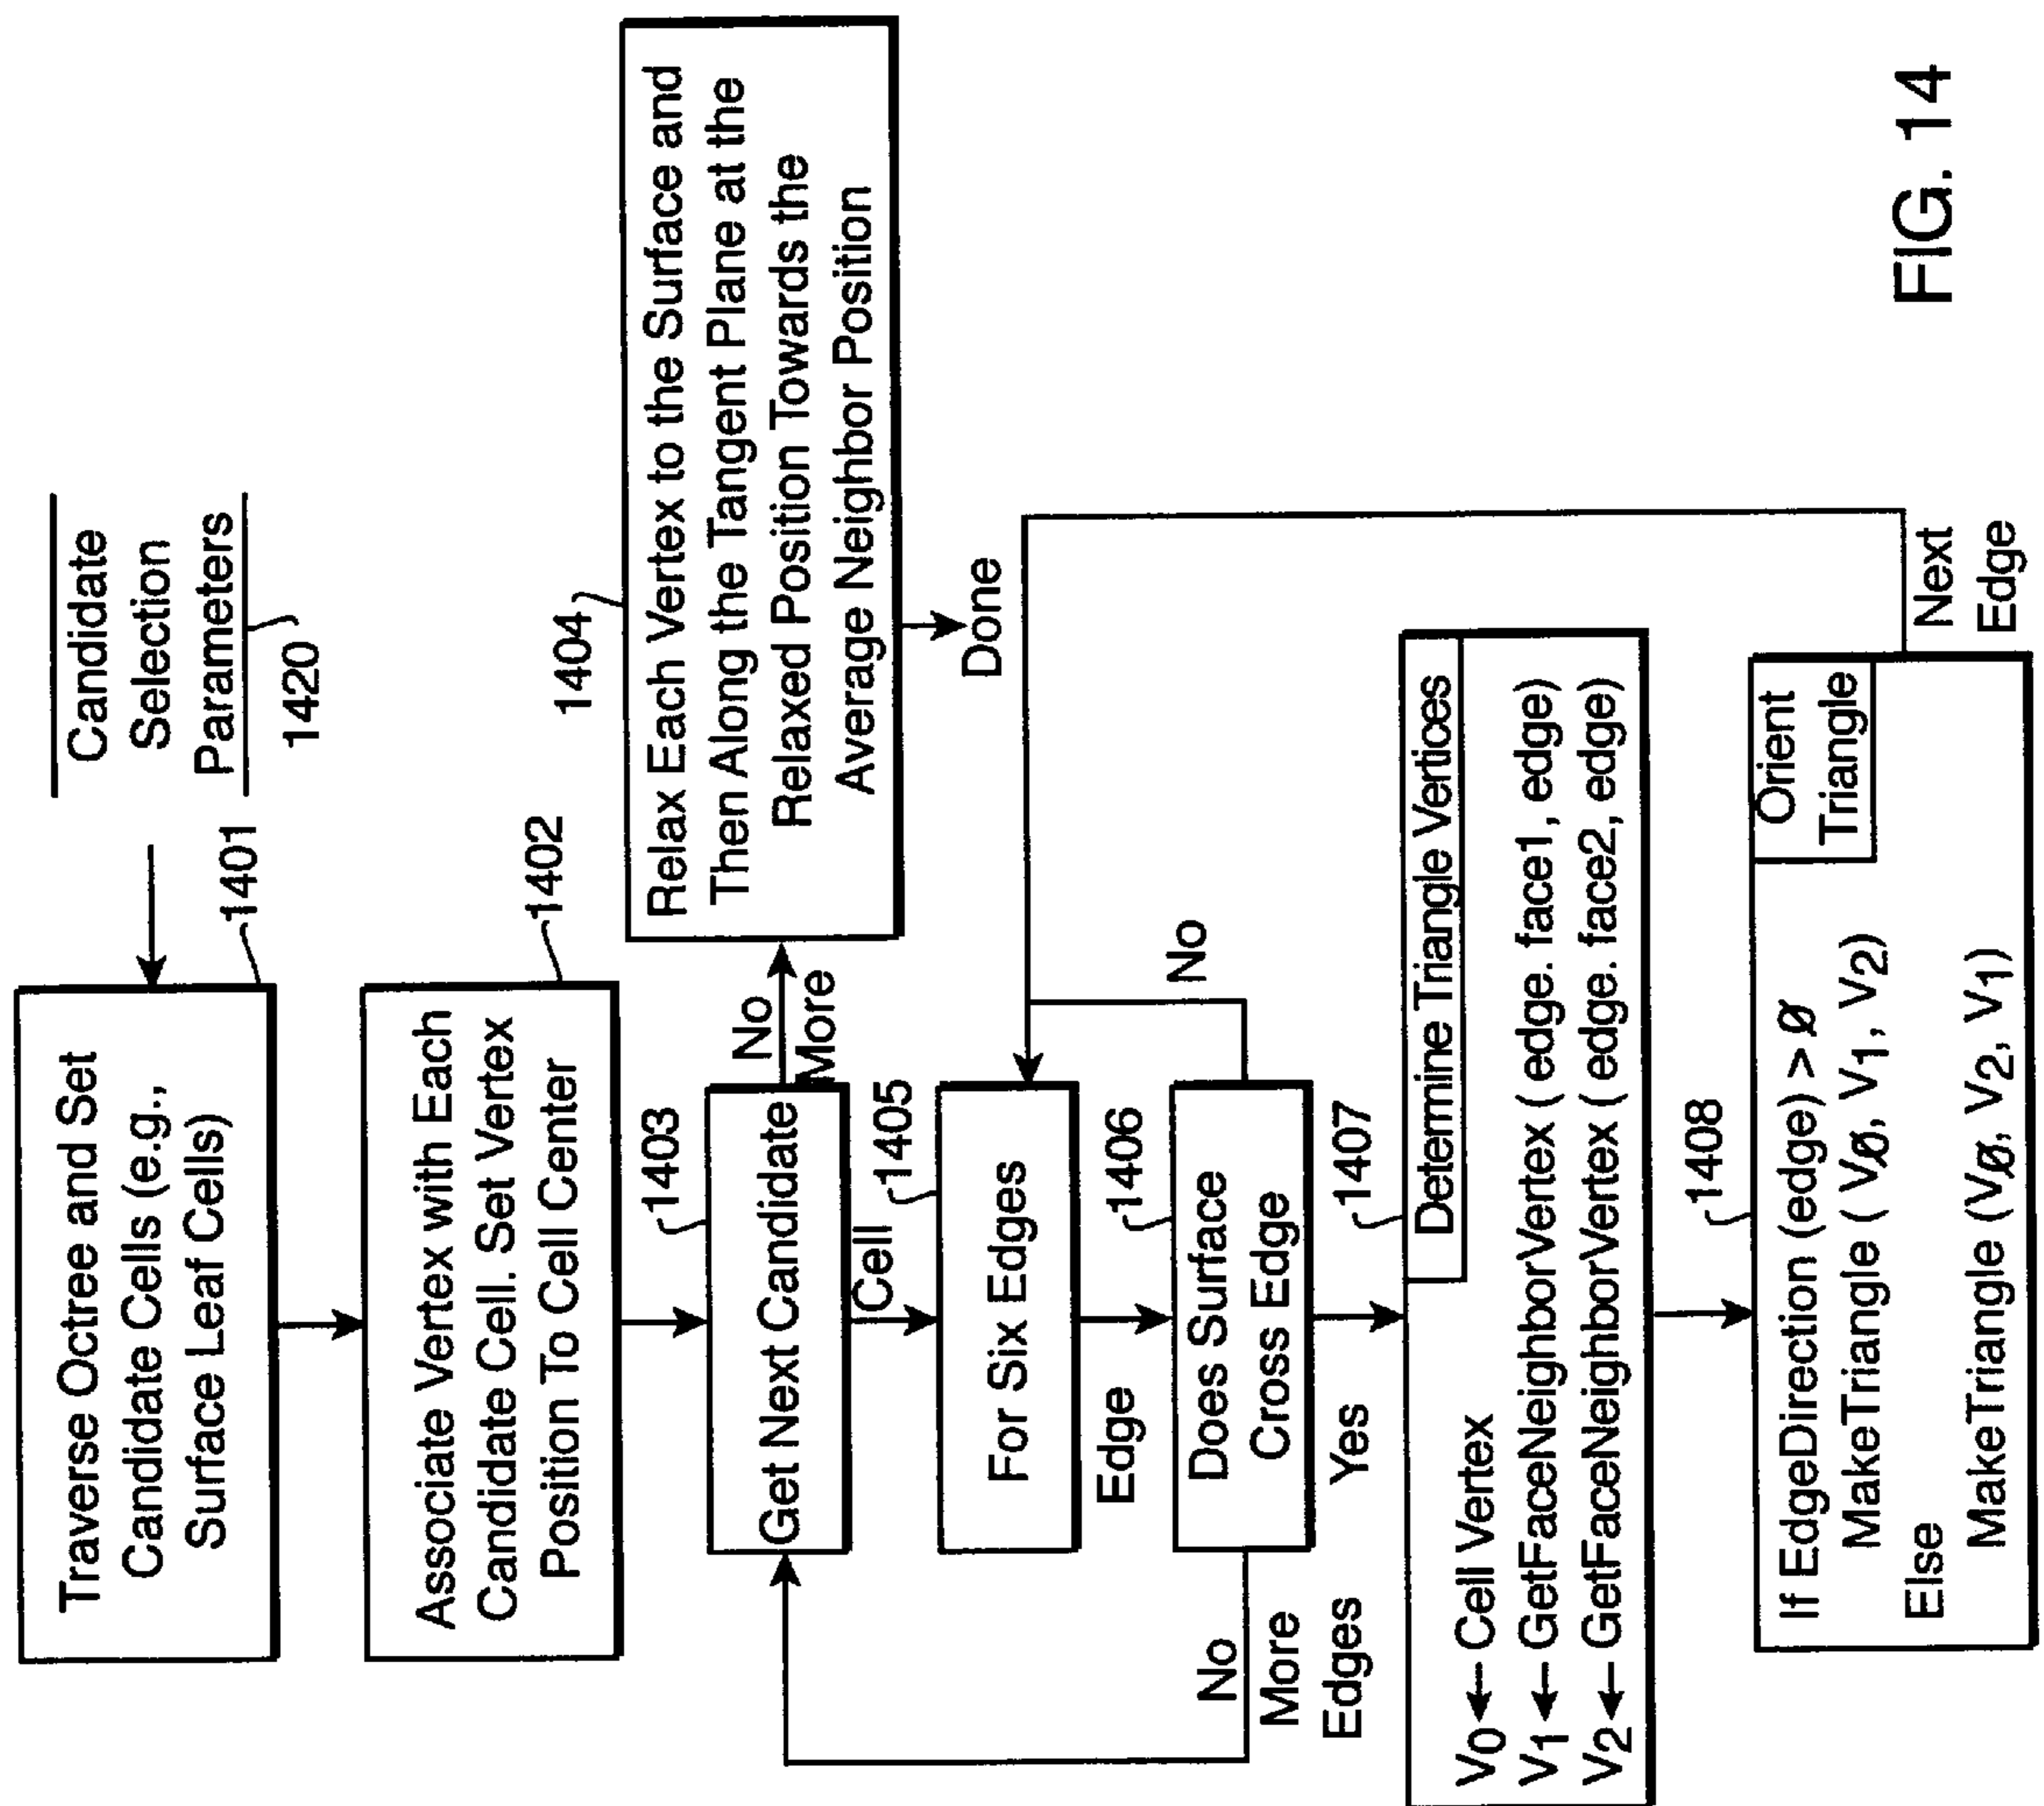 Candidate
Selection
Parameters
1420
Traverse Octree and Set
Candidate Cells (e.g.,
Surface Leaf Cells)
1401
Associate Vertex with Each
Candidate Cell. Set Vertex
Position To Cell Center
1402
1403
Get Next Candidate
No
More
1404
Relax Each Vertex to the Surface and
Then Along the Tangent Plane at the
Relaxed Position Towards the
Average Neighbor Position
Done
Cell
1405
For Six Edges
Edge
1406
Does Surface
Cross Edge
No
No
More
Edges
Yes
1407
Determine Triangle Vertices
V0 ← Cell Vertex
V1 ← GetFaceNeighborVertex ( edge. face1, edge)
V2 ← GetFaceNeighborVertex ( edge. face2, edge)
1408
Orient
Triangle
If EdgeDirection (edge) > Ø
MakeTriangle ( VØ, V1, V2)
Else
MakeTriangle (VØ, V2, V1)
Next
Edge
FIG. 14